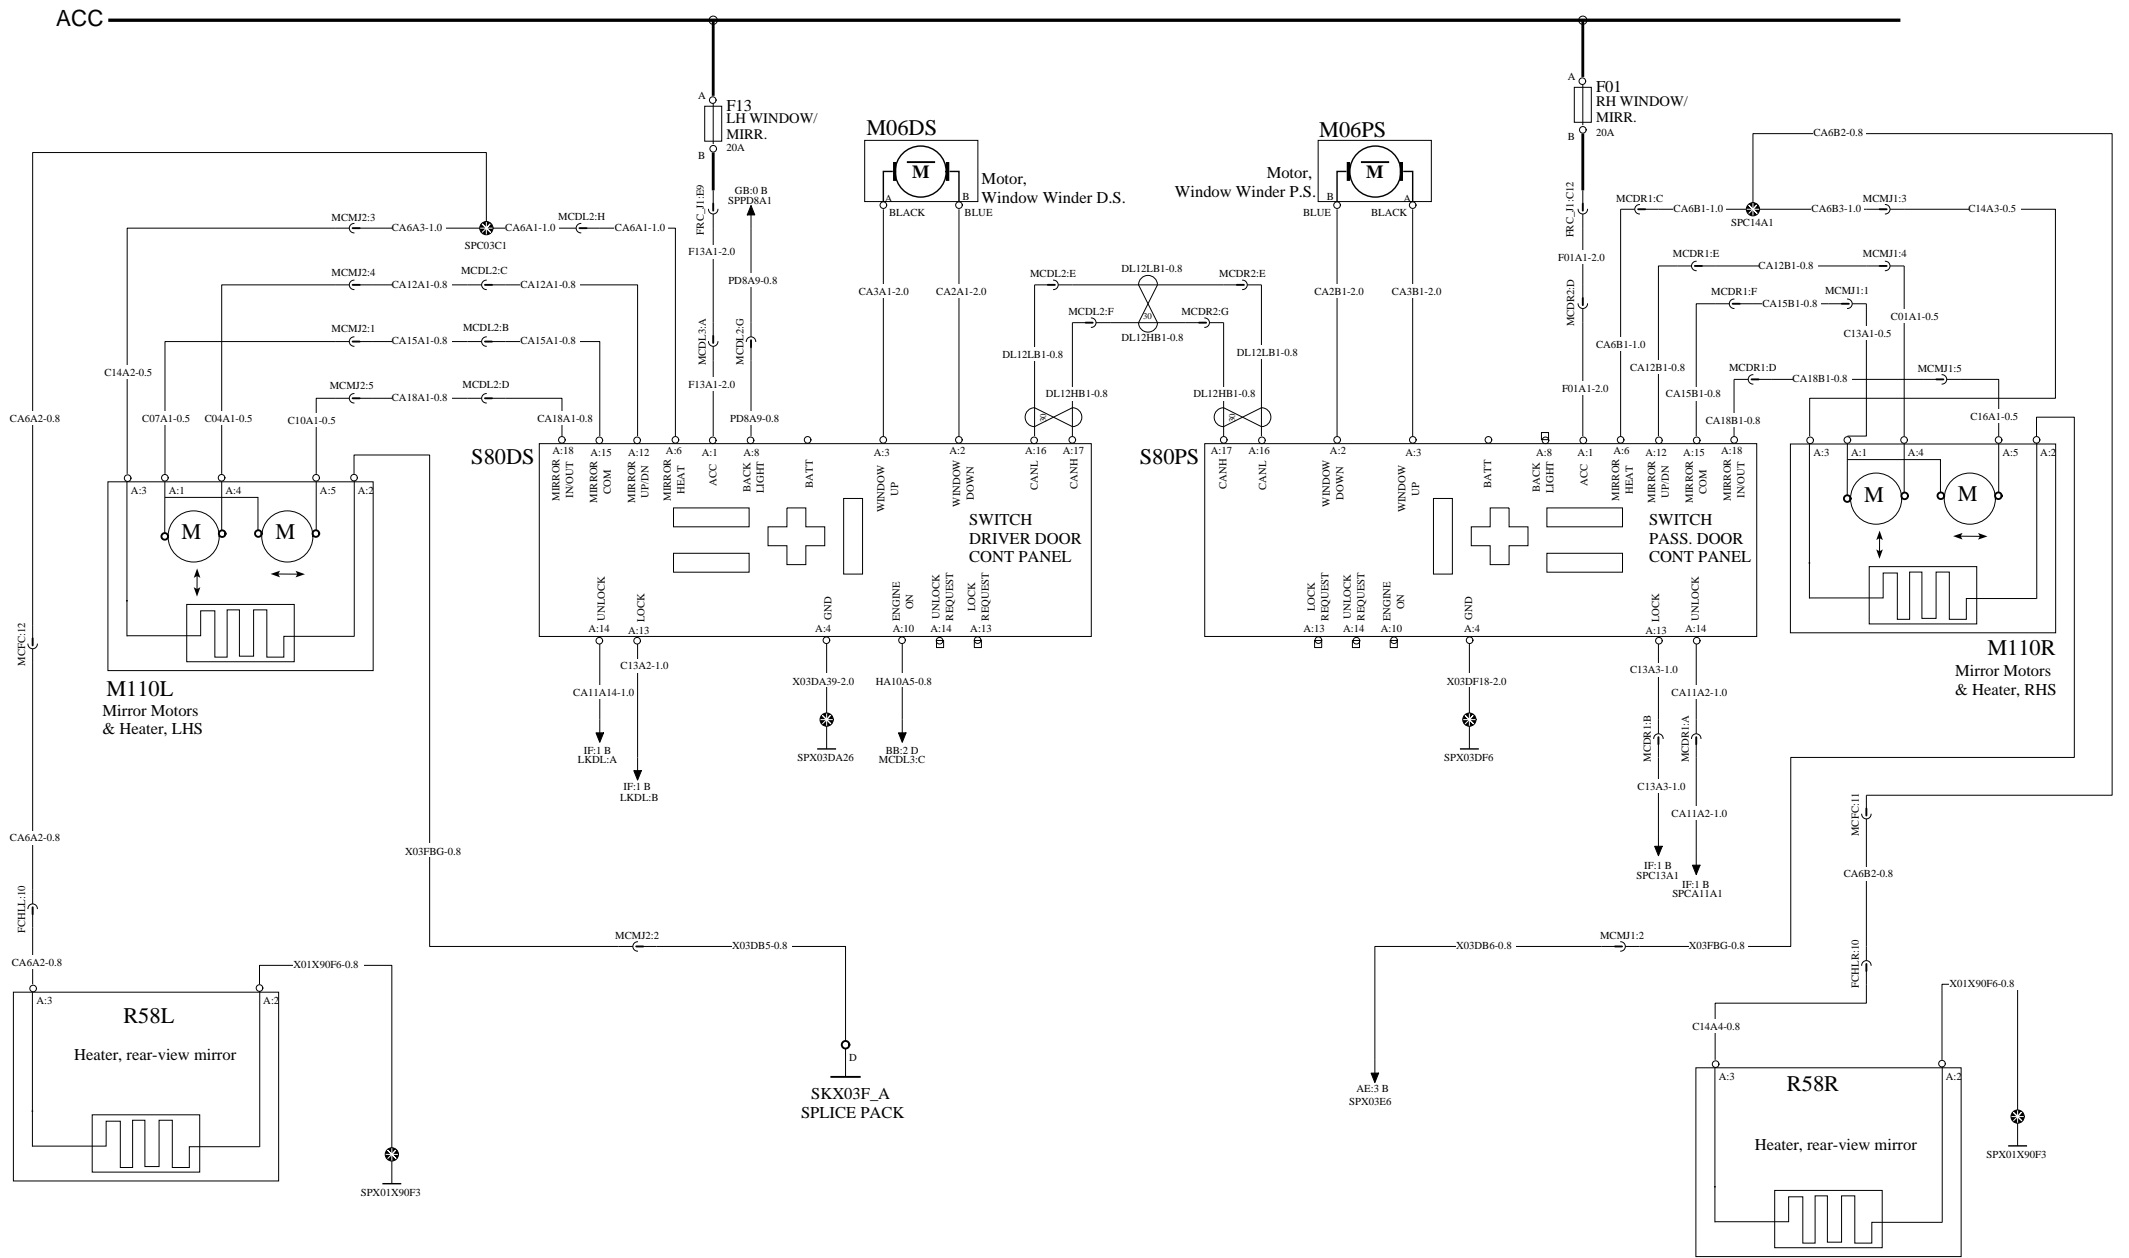 ACC
A
F13
LH WINDOW/
MIRR.
20A
B
A
F01
RH WINDOW/
MIRR.
20A
B
M06DS
M
Motor,
Window Winder D.S.
A
B
BLACK
BLUE
M06PS
M
Motor,
Window Winder P.S.
B
A
BLUE
BLACK
FRC_J1:E9
GB:0 B
SPPD8A1
FRC_J1:C12
CA6B2-0.8
MCMJ2:3
CA6A3-1.0
SPC03C1
CA6A1-1.0
MCDL2:H
CA6A1-1.0
MCMJ2:4
CA12A1-0.8
MCDL2:C
CA12A1-0.8
MCMJ2:1
CA15A1-0.8
MCDL2:B
CA15A1-0.8
MCMJ2:5
CA18A1-0.8
MCDL2:D
CA18A1-0.8
F13A1-2.0
PD8A9-0.8
MCDL3:A
MCDL2:G
F13A1-2.0
PD8A9-0.8
CA3A1-2.0
CA2A1-2.0
MCDL2:E
DL12LB1-0.8
MCDR2:E
MCDL2:F
30
MCDR2:G
DL12HB1-0.8
DL12LB1-0.8
DL12LB1-0.8
DL12HB1-0.8
DL12HB1-0.8
30
30
CA2B1-2.0
CA3B1-2.0
F01A1-2.0
MCDR2:D
F01A1-2.0
MCDR1:C
CA6B1-1.0
SPC14A1
CA6B3-1.0
MCMJ1:3
C14A3-0.5
MCDR1:E
CA12B1-0.8
MCMJ1:4
MCDR1:F
CA15B1-0.8
MCMJ1:1
C01A1-0.5
C13A1-0.5
CA6B1-1.0
CA12B1-0.8
CA15B1-0.8
MCDR1:D
CA18B1-0.8
MCMJ1:5
CA18B1-0.8
C16A1-0.5
C14A2-0.5
CA6A2-0.8
C07A1-0.5
C04A1-0.5
C10A1-0.5
A:3
A:1
A:4
A:5
A:2
M
M
M110L
Mirror Motors
& Heater, LHS
S80DS
A:18
A:15
A:12
A:6
A:1
A:8
A:3
A:2
A:16
A:17
MIRROR
IN/OUT
MIRROR
COM
MIRROR
UP/DN
MIRROR
HEAT
ACC
BACK
LIGHT
BATT
WINDOW
UP
WINDOW
DOWN
CANL
CANH
SWITCH
DRIVER DOOR
CONT PANEL
UNLOCK
LOCK
GND
ENGINE
ON
UNLOCK
REQUEST
LOCK
REQUEST
A:14
A:13
A:4
A:10
A:14
A:13
C13A2-1.0
CA11A14-1.0
X03DA39-2.0
HA10A5-0.8
IF:1 B
LKDL:A
IF:1 B
LKDL:B
SPX03DA26
BB:2 D
MCDL3:C
S80PS
A:17
A:16
A:2
A:3
A:8
A:1
A:6
A:12
A:15
A:18
CANH
CANL
WINDOW
DOWN
WINDOW
UP
BATT
BACK
LIGHT
ACC
MIRROR
HEAT
MIRROR
UP/DN
MIRROR
COM
MIRROR
IN/OUT
SWITCH
PASS. DOOR
CONT PANEL
LOCK
REQUEST
UNLOCK
REQUEST
ENGINE
ON
GND
LOCK
UNLOCK
A:13
A:14
A:10
A:4
A:13
A:14
X03DF18-2.0
SPX03DF6
C13A3-1.0
CA11A2-1.0
MCDR1:B
MCDR1:A
C13A3-1.0
CA11A2-1.0
IF:1 B
SPC13A1
IF:1 B
SPCA11A1
A:3
A:1
A:4
A:5
A:2
M
M
M110R
Mirror Motors
& Heater, RHS
MCFC:12
CA6A2-0.8
FCHLL:10
CA6A2-0.8
X03FBG-0.8
MCMJ2:2
X03DB5-0.8
D
SKX03F_A
SPLICE PACK
X03DB6-0.8
MCMJ1:2
X03FBG-0.8
AE:3 B
SPX03E6
MCFC:11
CA6B2-0.8
FCHLR:10
C14A4-0.8
X01X90F6-0.8
A:3
A:2
R58L
Heater, rear-view mirror
SPX01X90F3
X01X90F6-0.8
A:3
A:2
R58R
Heater, rear-view mirror
SPX01X90F3